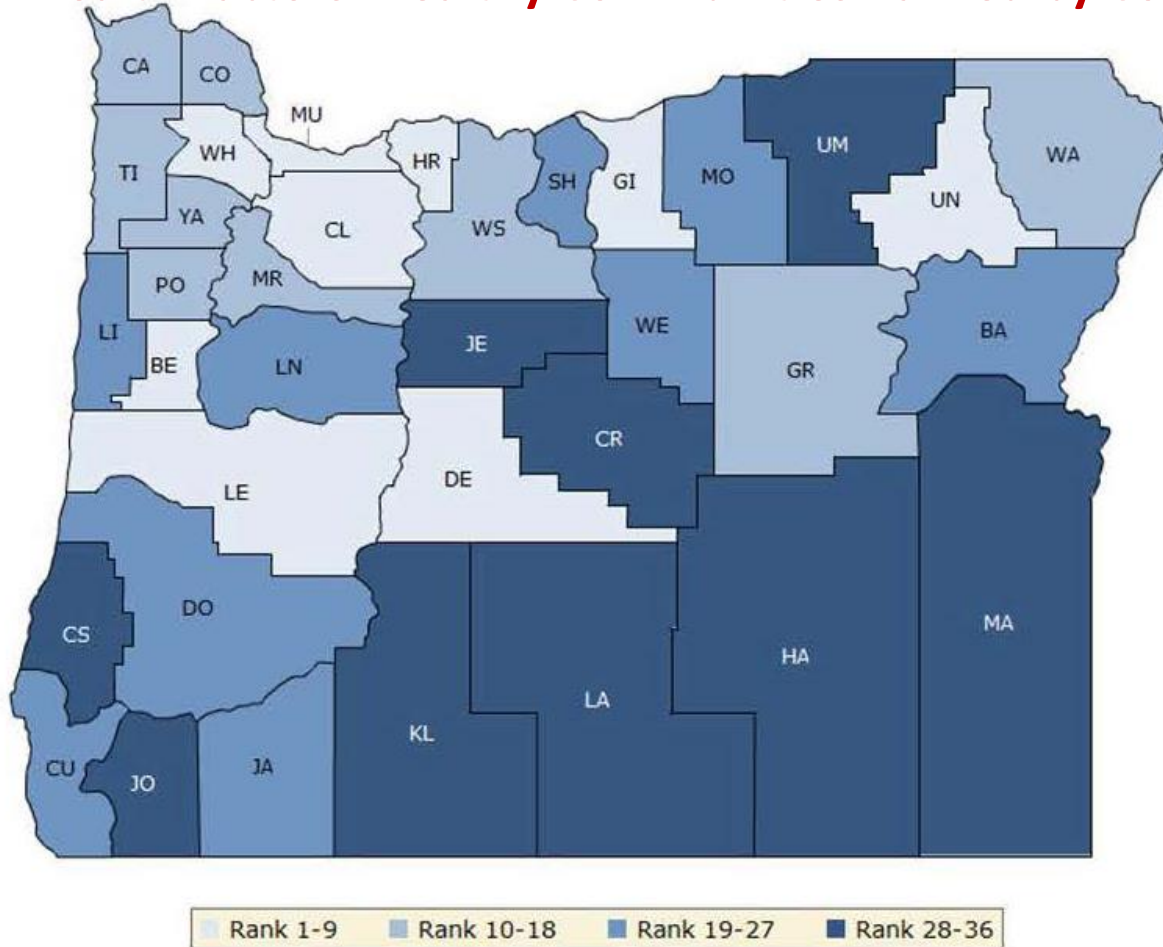 CA
CO
MU
WH
HR
TI
SH
GI
MO
UM
WA
UN
YA
CL
WS
PO
MR
LI
BE
LN
JE
WE
GR
BA
CR
LE
DE
DO
CS
MA
HA
LA
KL
CU
JO
JA
Rank 1-9 Rank 10-18 Rank 19-27 Rank 28-36